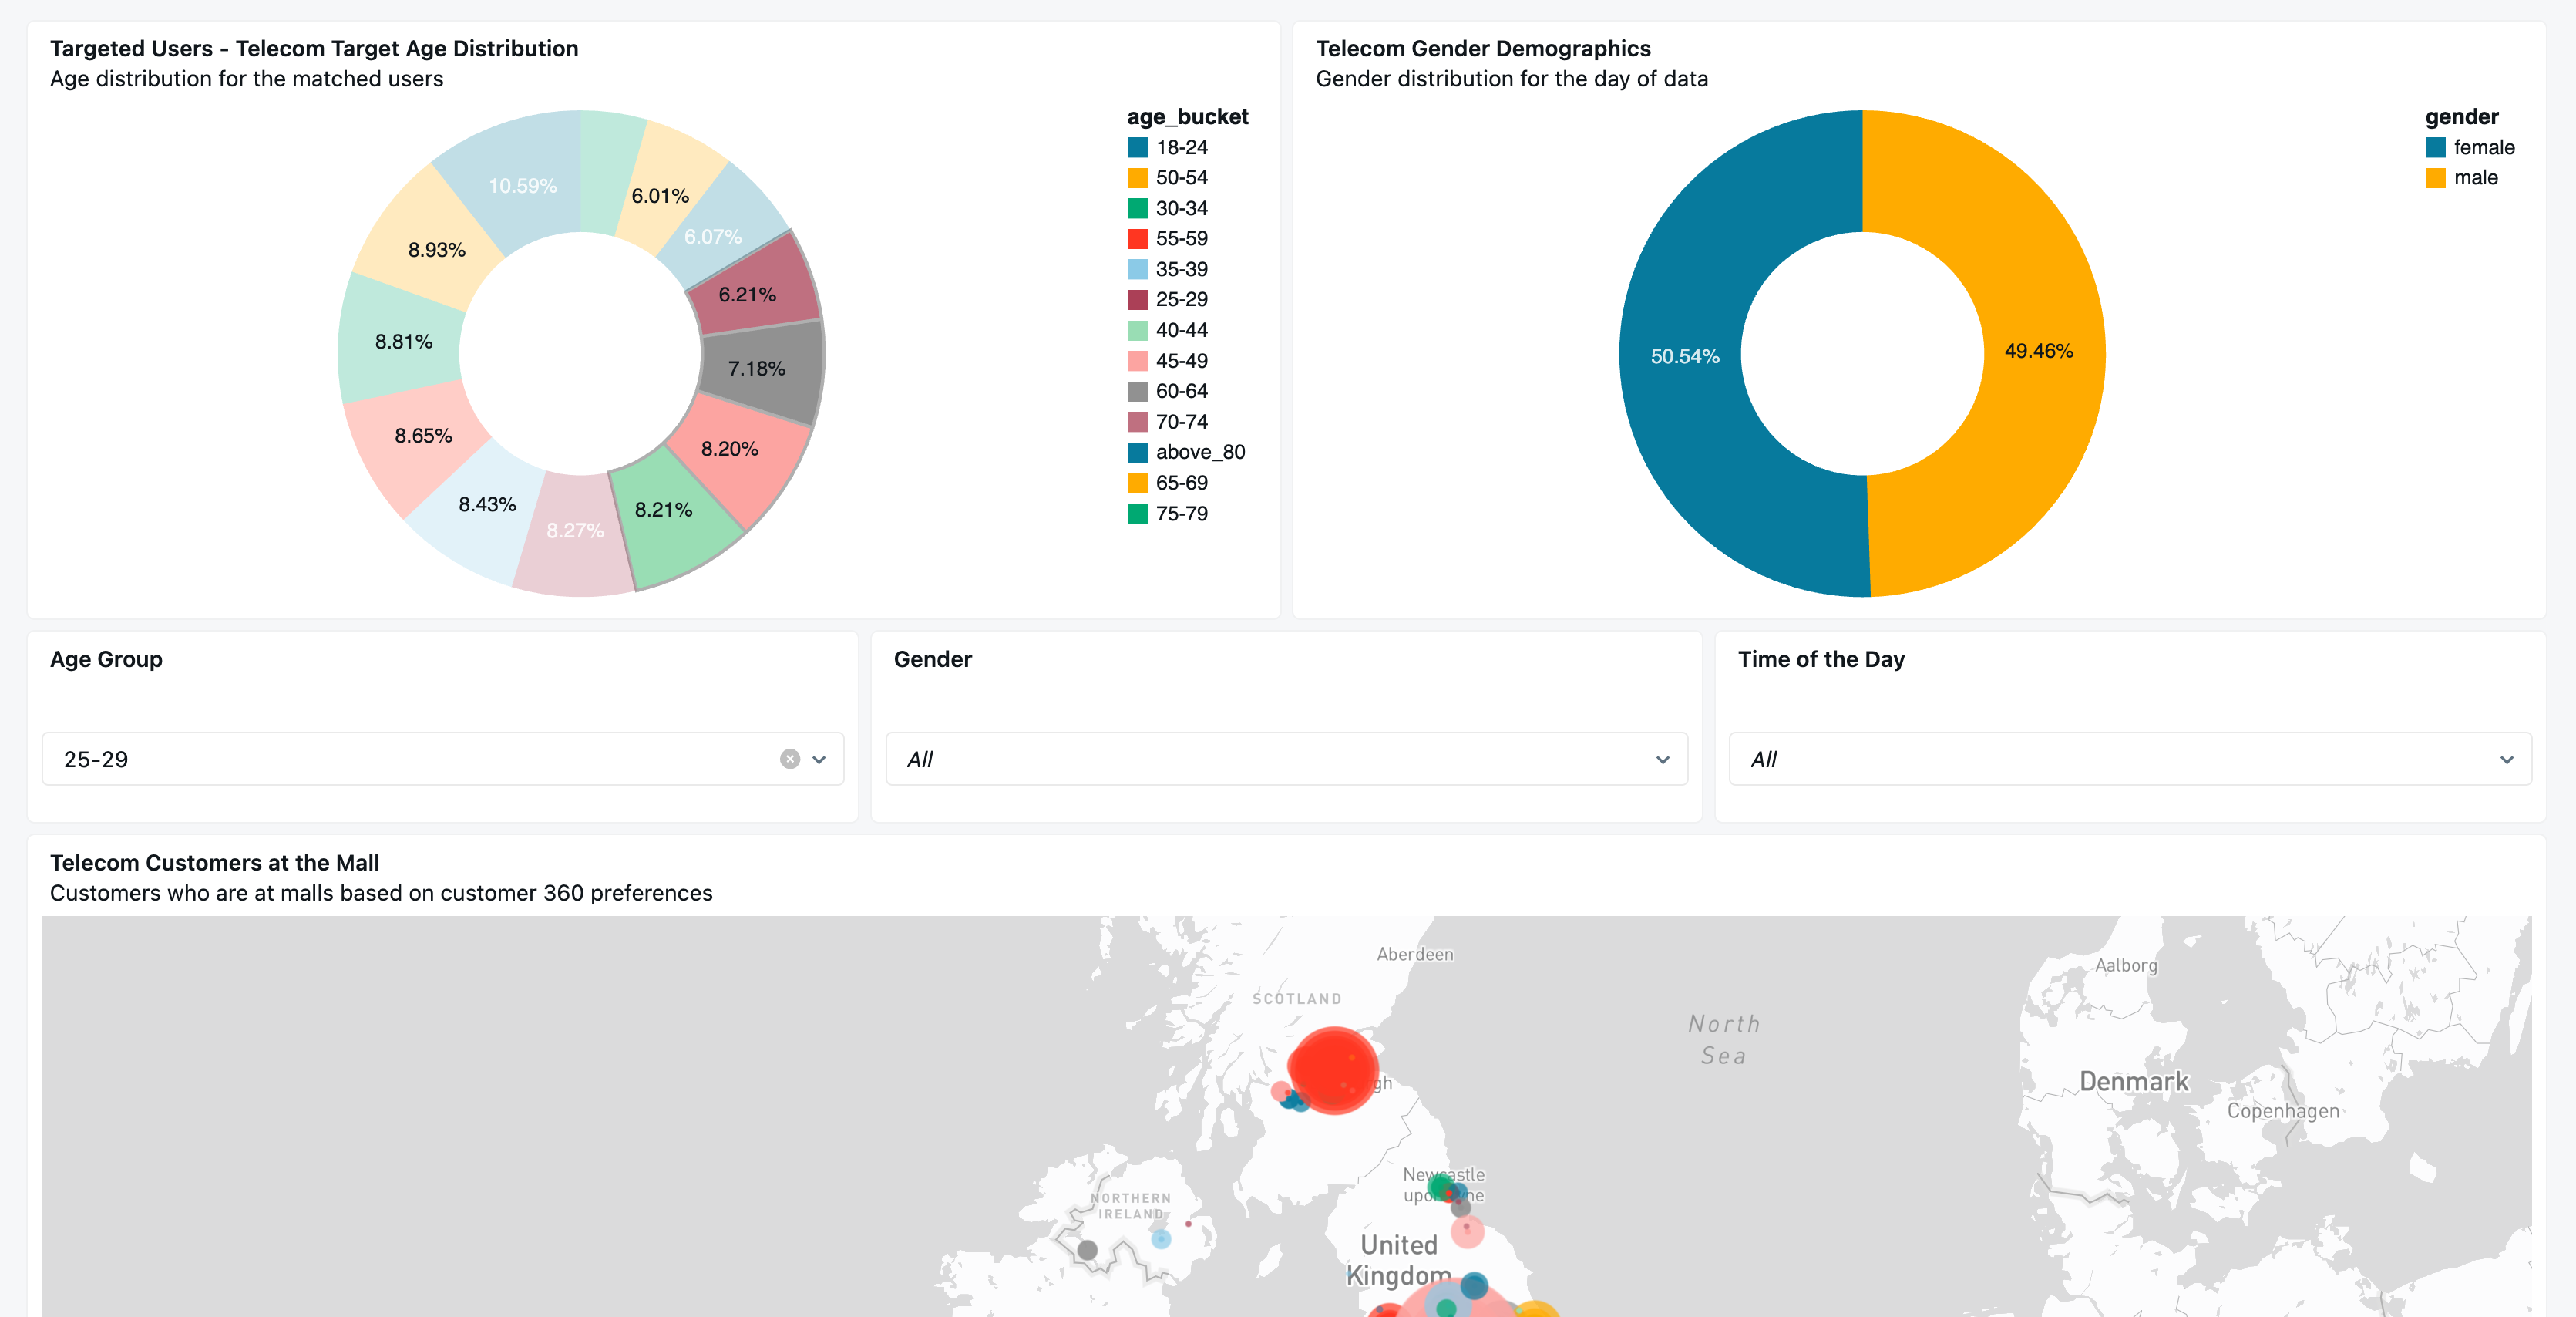 Targeted Users - Telecom Target Age Distribution
Age distribution for the matched users
10.59%
6.01%
6.07%
8.93%
6.21%
8.81%
7.18%
8.65%
8.20%
8.43%
8.21%
8.27%
age_bucket
18-24
50-54
30-34
55-59
35-39
25-29
40-44
45-49
60-64
70-74
above_80
65-69
75-79
Telecom Gender Demographics
Gender distribution for the day of data
50.54%
49.46%
gender
female
male
Age Group
25-29
Gender
All
Time of the Day
All
Telecom Customers at the Mall
Customers who are at malls based on customer 360 preferences
Aberdeen
SCOTLAND
North
Sea
Aalborg
Denmark
Copenhagen
Newcastle
NORTHERN
IRELAND
United
Kingdom